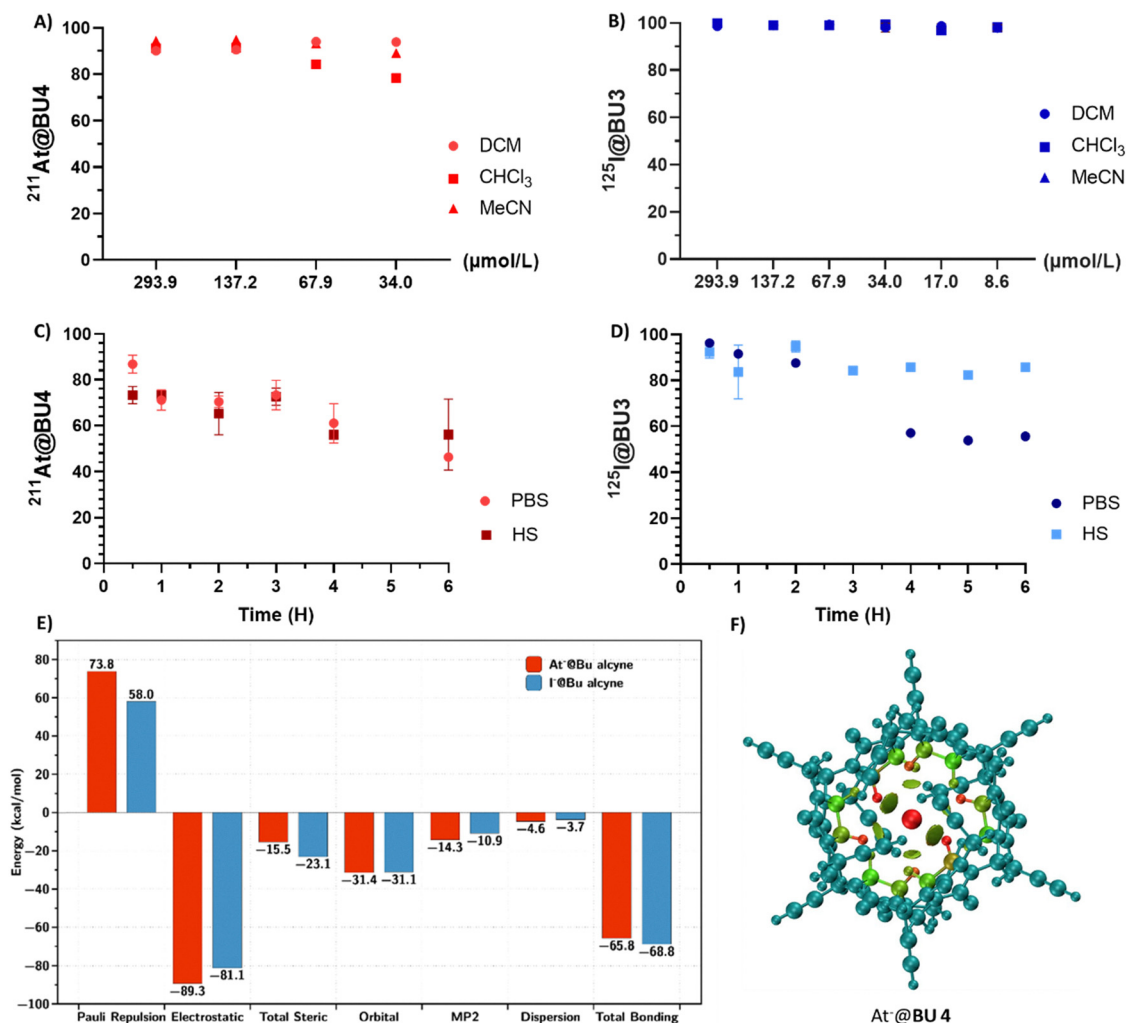 A)
100
80
60
40
20
0
²¹¹At@BU4
293.9 137.2 67.9 34.0 (µmol/L)
DCM
CHCl₃
MeCN
B)
100
80
60
40
20
0
¹²⁵I@BU3
293.9 137.2 67.9 34.0 17.0 8.6 (µmol/L)
DCM
CHCl₃
MeCN
C)
100
80
60
40
20
0
²¹¹At@BU4
0 1 2 3 4 5 6
Time (H)
PBS
HS
D)
100
80
60
40
20
0
¹²⁵I@BU3
0 1 2 3 4 5 6
Time (H)
PBS
HS
E)
Energy (kcal/mol)
80
60
40
20
0
−20
−40
−60
−80
−100
At⁻@Bu alcyne
I⁻@Bu alcyne
73.8 58.0
−89.3 −81.1
−15.5 −23.1
−31.4 −31.1
−14.3 −10.9
−4.6 −3.7
−65.8 −68.8
Pauli Repulsion Electrostatic Total Steric Orbital MP2 Dispersion Total Bonding
F)
At⁻@BU 4